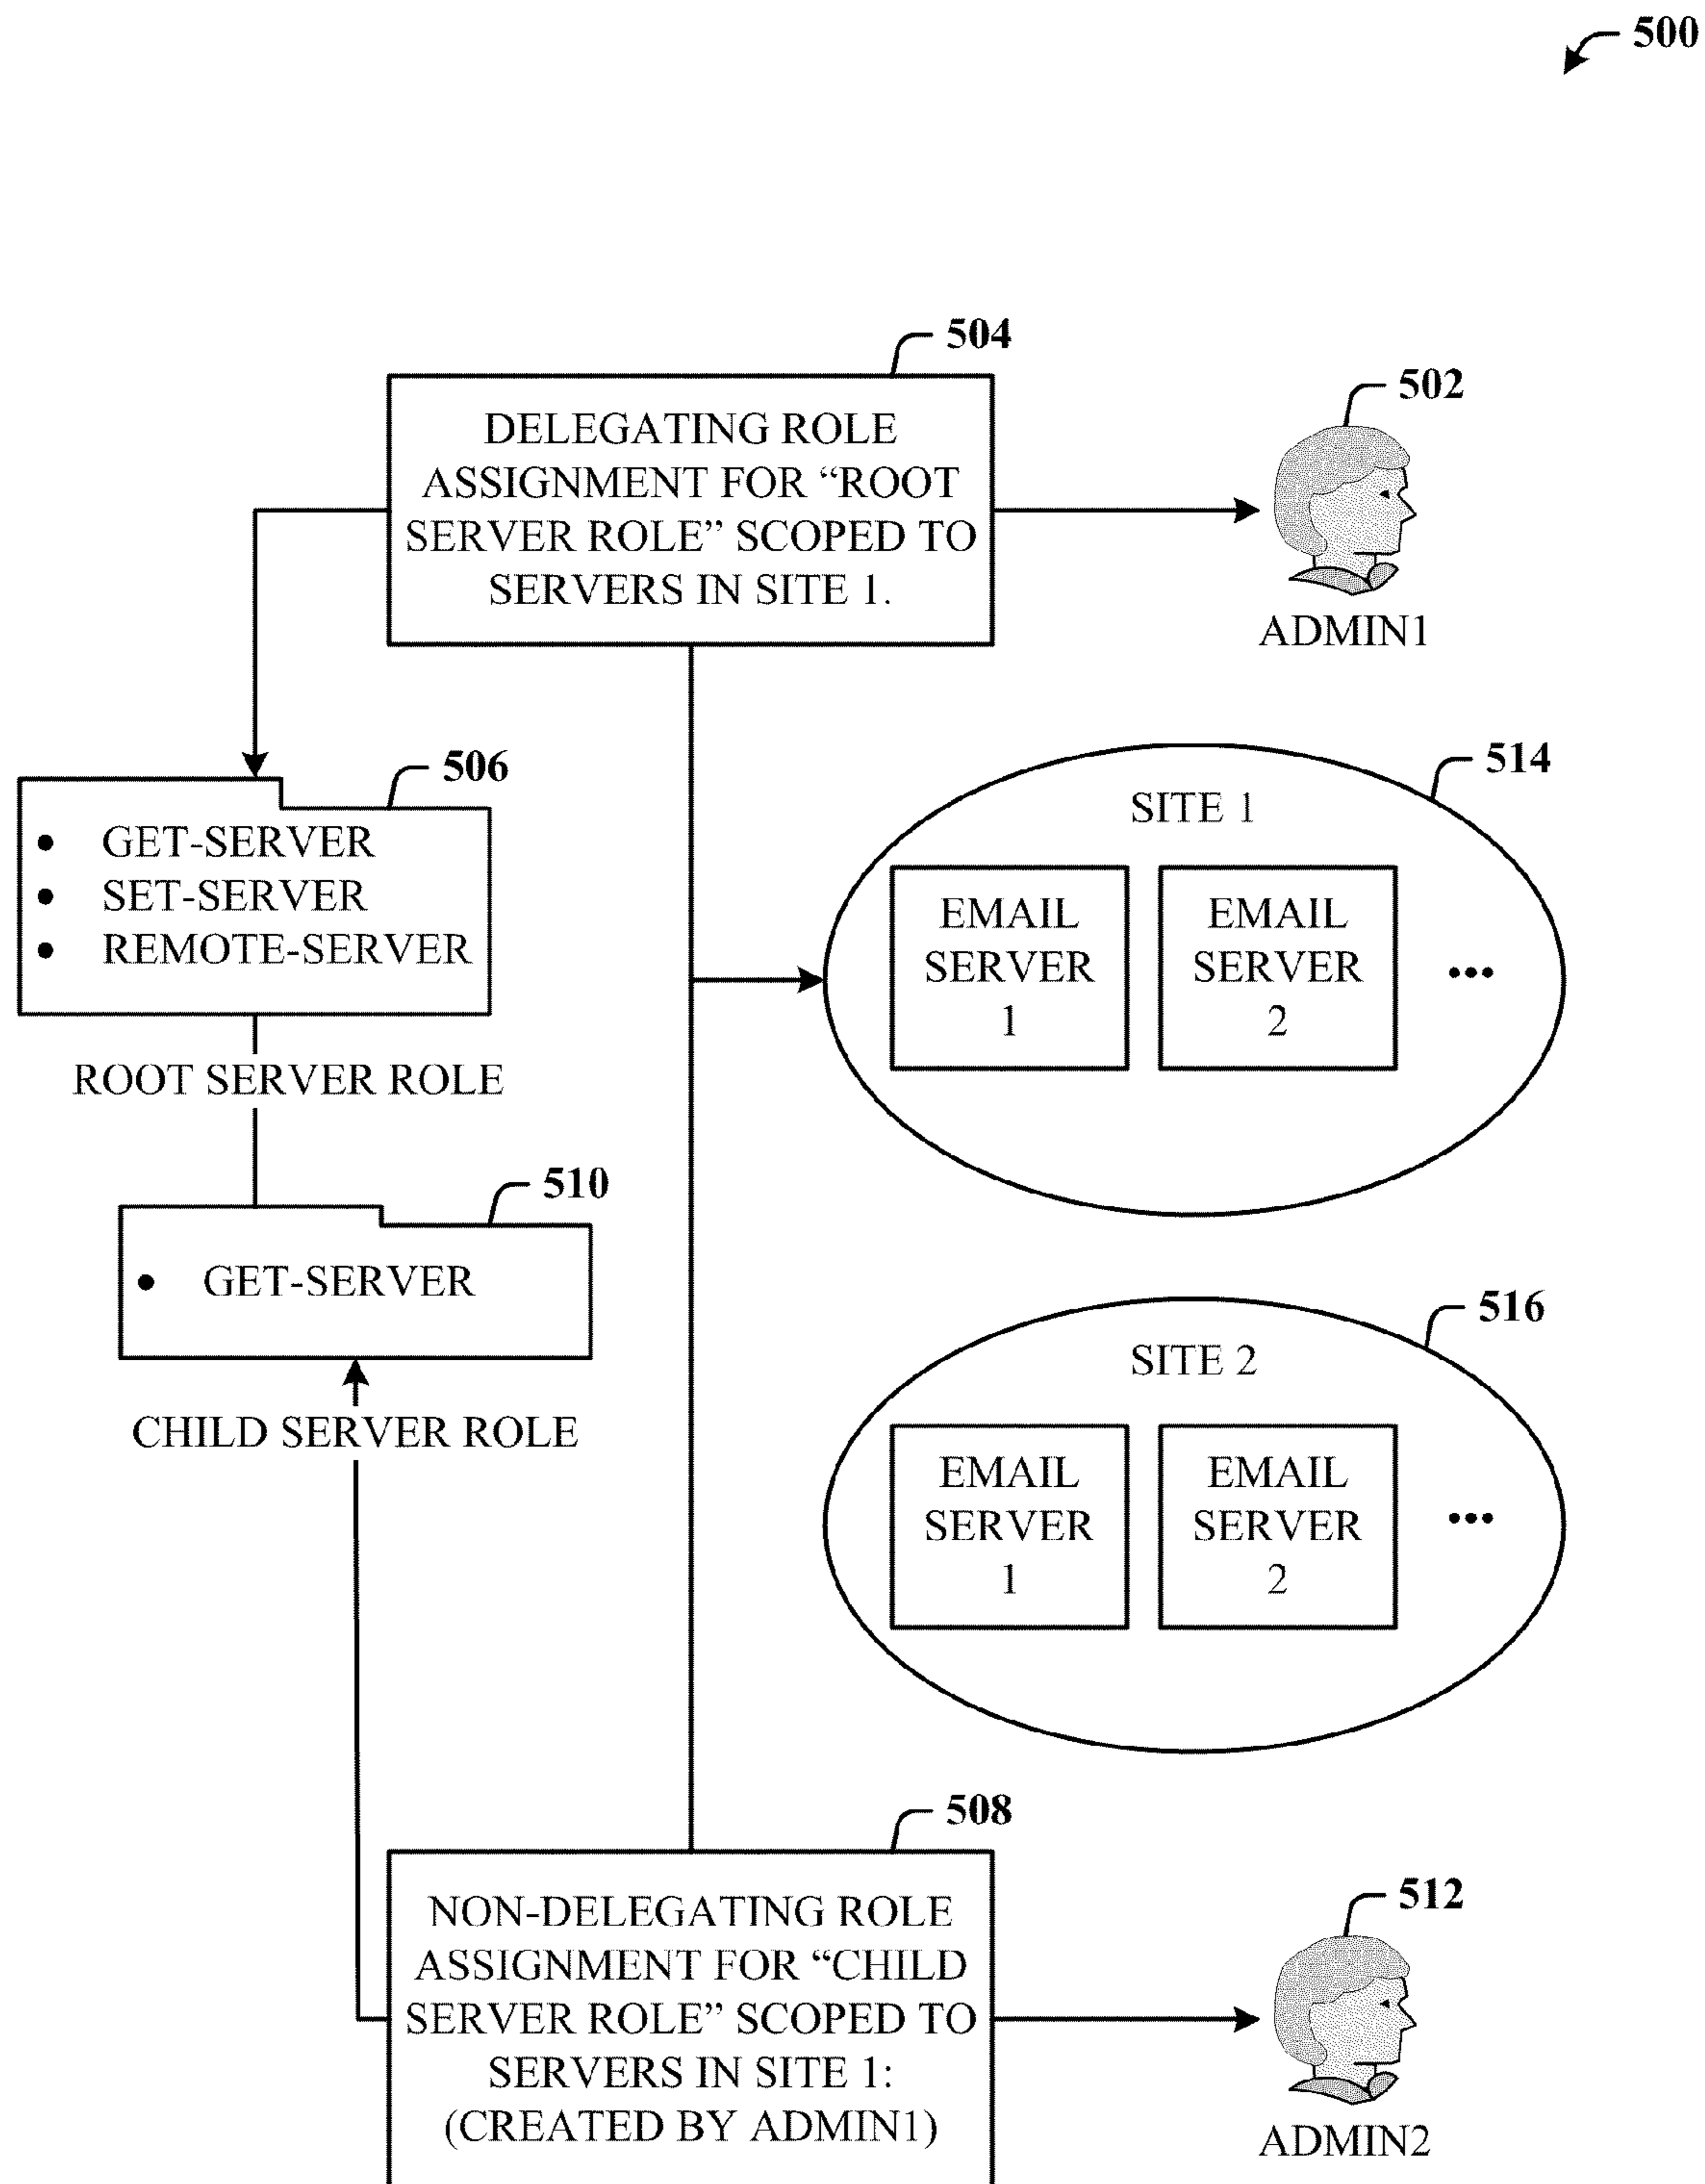 500
504
DELEGATING ROLE
ASSIGNMENT FOR “ROOT
SERVER ROLE” SCOPED TO
SERVERS IN SITE 1.
502
ADMIN1
506
• GET-SERVER
• SET-SERVER
• REMOTE-SERVER
ROOT SERVER ROLE
514
SITE 1
EMAIL
SERVER
1
EMAIL
SERVER
2
...
510
• GET-SERVER
CHILD SERVER ROLE
516
SITE 2
EMAIL
SERVER
1
EMAIL
SERVER
2
...
508
NON-DELEGATING ROLE
ASSIGNMENT FOR “CHILD
SERVER ROLE” SCOPED TO
SERVERS IN SITE 1:
(CREATED BY ADMIN1)
512
ADMIN2